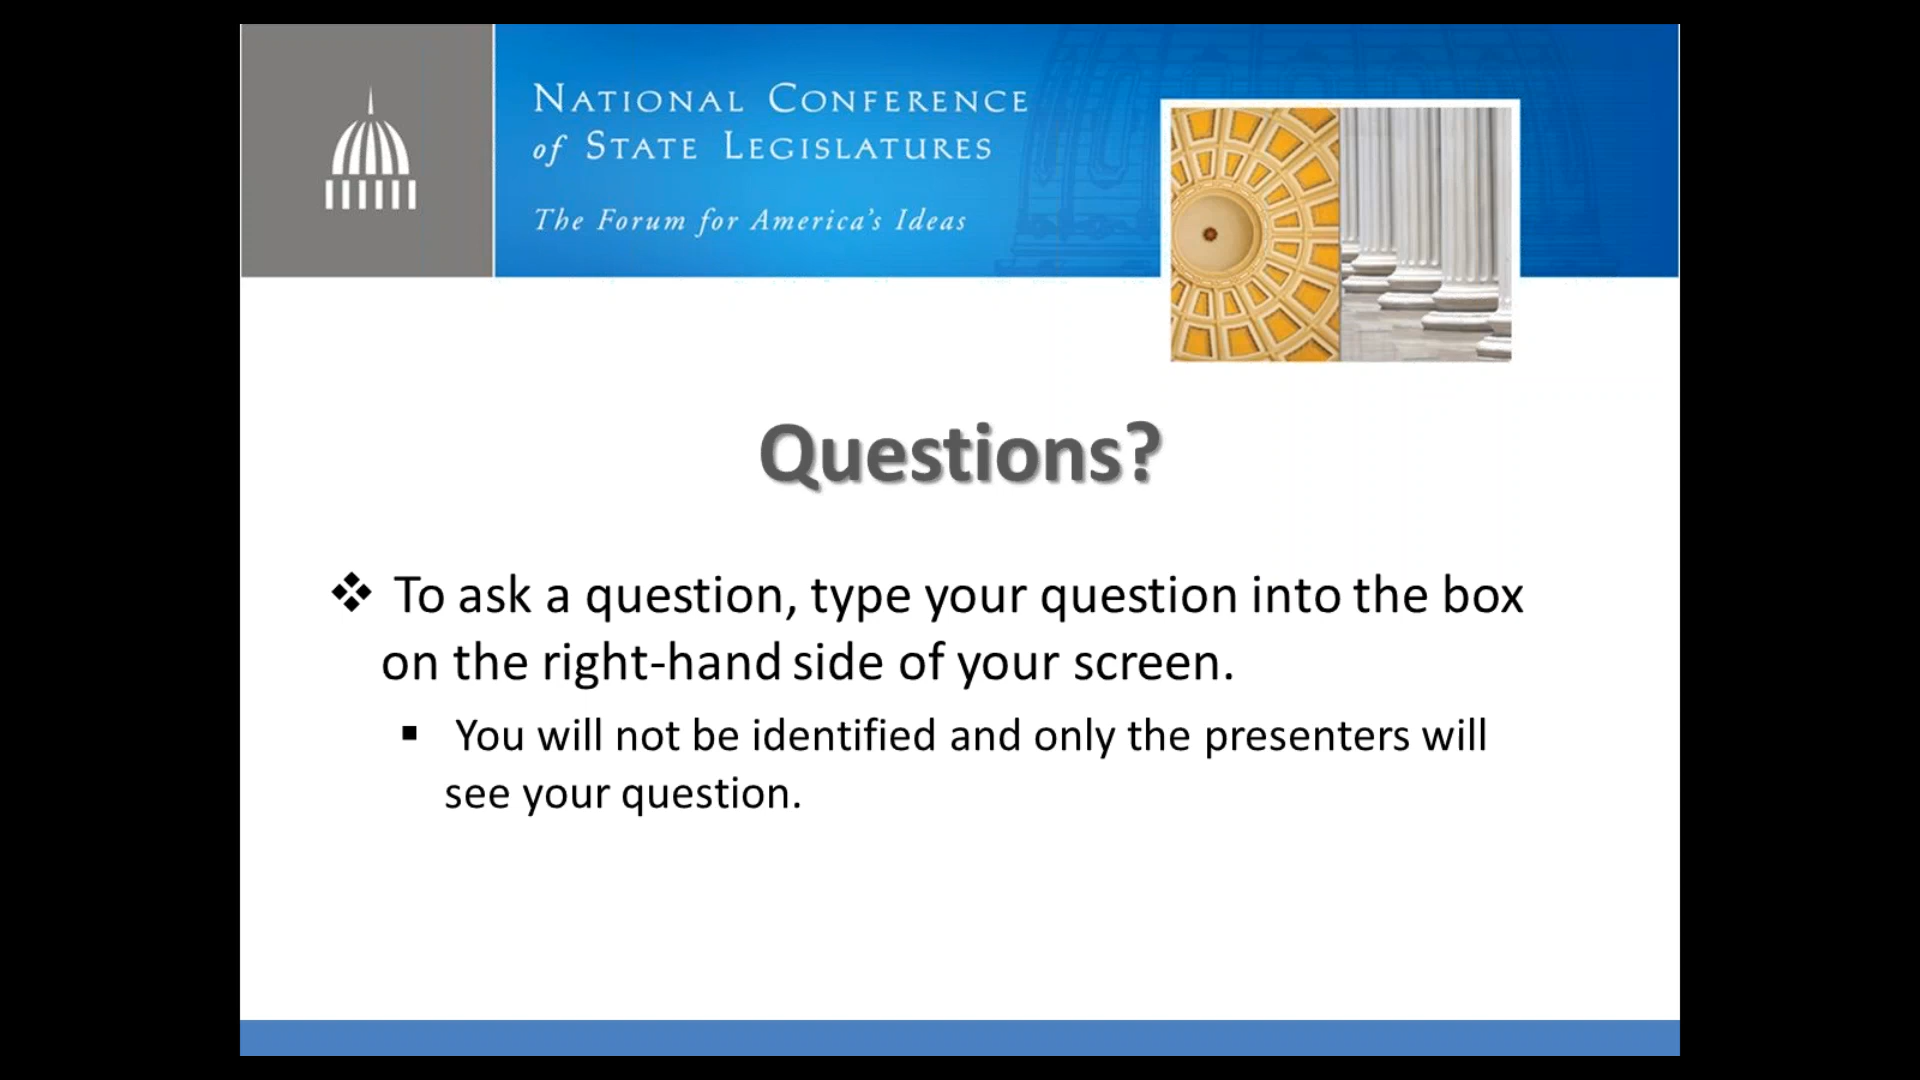 NATIONAL CONFERENCE
of STATE LEGISLATURES
The Forum for America's Ideas
Questions?
❖ To ask a question, type your question into the box
on the right-hand side of your screen.
▪ You will not be identified and only the presenters will
see your question.